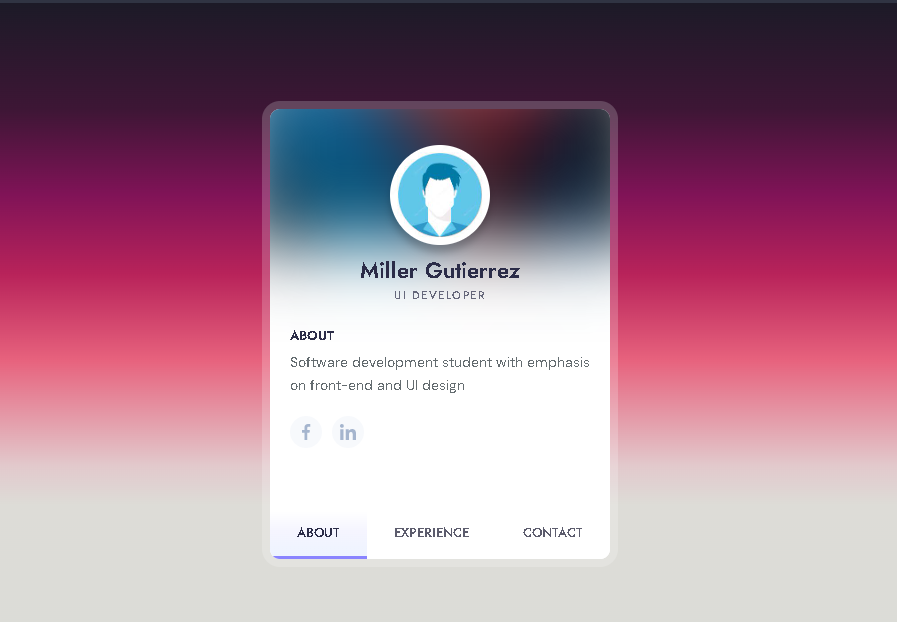 Miller Gutierrez
UI DEVELOPER
ABOUT
Software development student with emphasis
on front-end and UI design
ABOUT EXPERIENCE CONTACT